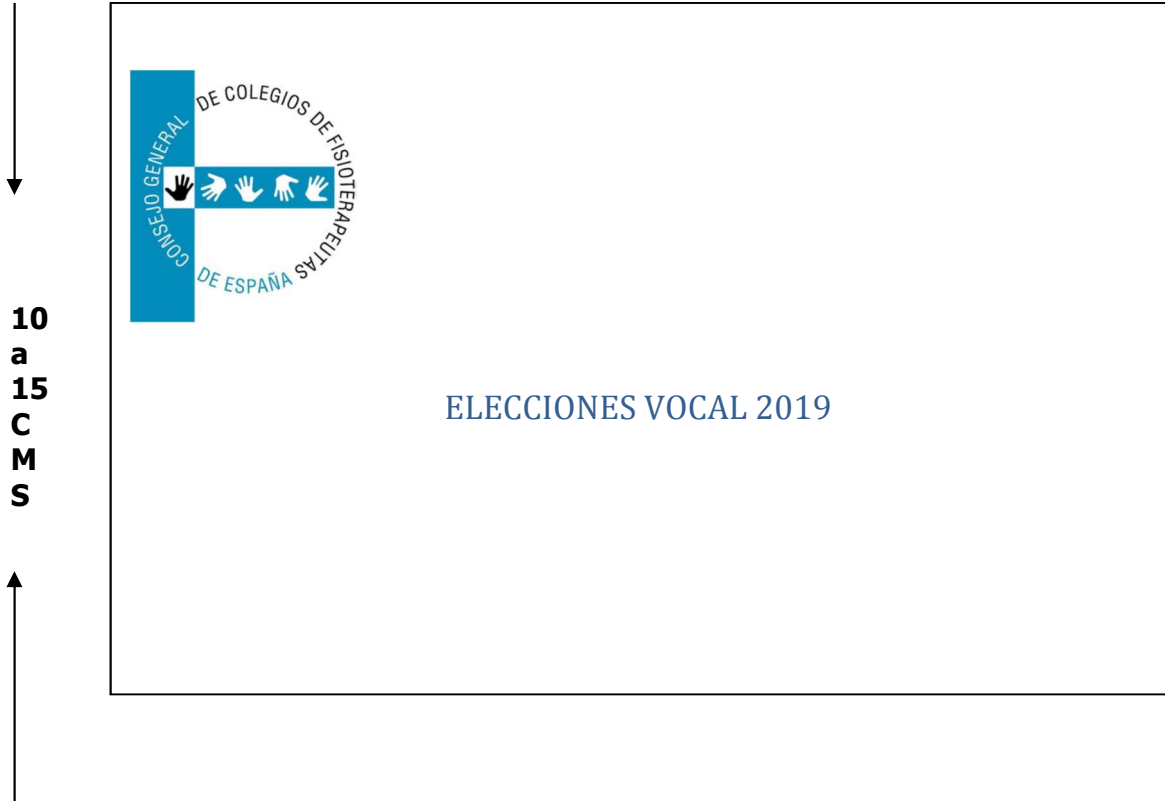 CONSEJO GENERAL DE COLEGIOS DE FISIOTERAPEUTAS
DE ESPAÑA
10
a
15
C
M
S
ELECCIONES VOCAL 2019